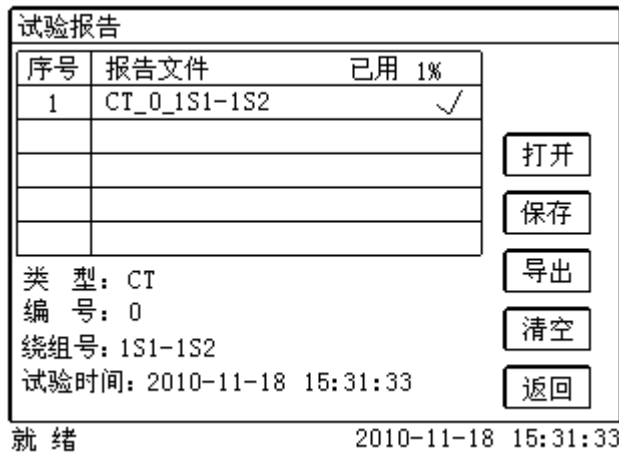 试验报告
序号 报告文件 已用 1%
1 CT_0_1S1-1S2 ✓
打开
保存
导出
清空
返回
类 型：CT
编 号：0
绕组号：1S1-1S2
试验时间：2010-11-18 15:31:33
就 绪 2010-11-18 15:31:33